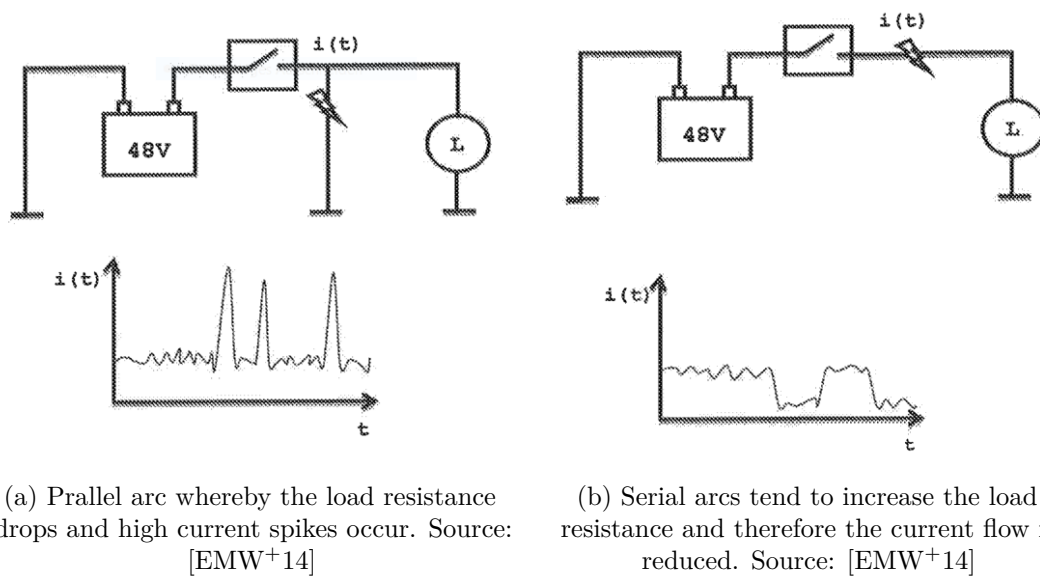 i(t)
48V
L
i(t)
t
i(t)
48V
L
i(t)
t
(a) Prallel arc whereby the load resistance
drops and high current spikes occur. Source:
[EMW+14]
(b) Serial arcs tend to increase the load
resistance and therefore the current flow
reduced. Source: [EMW+14]